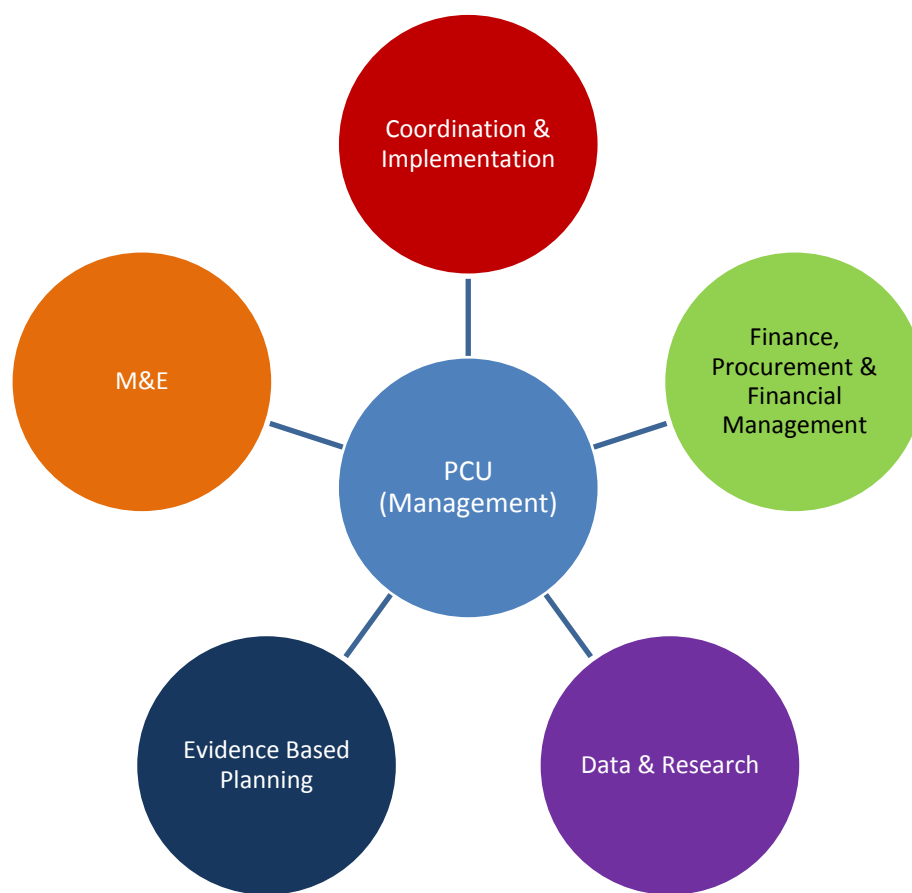 Coordination &
Implementation
Finance,
Procurement &
Financial
Management
M&E
PCU
(Management)
Evidence Based
Planning
Data & Research